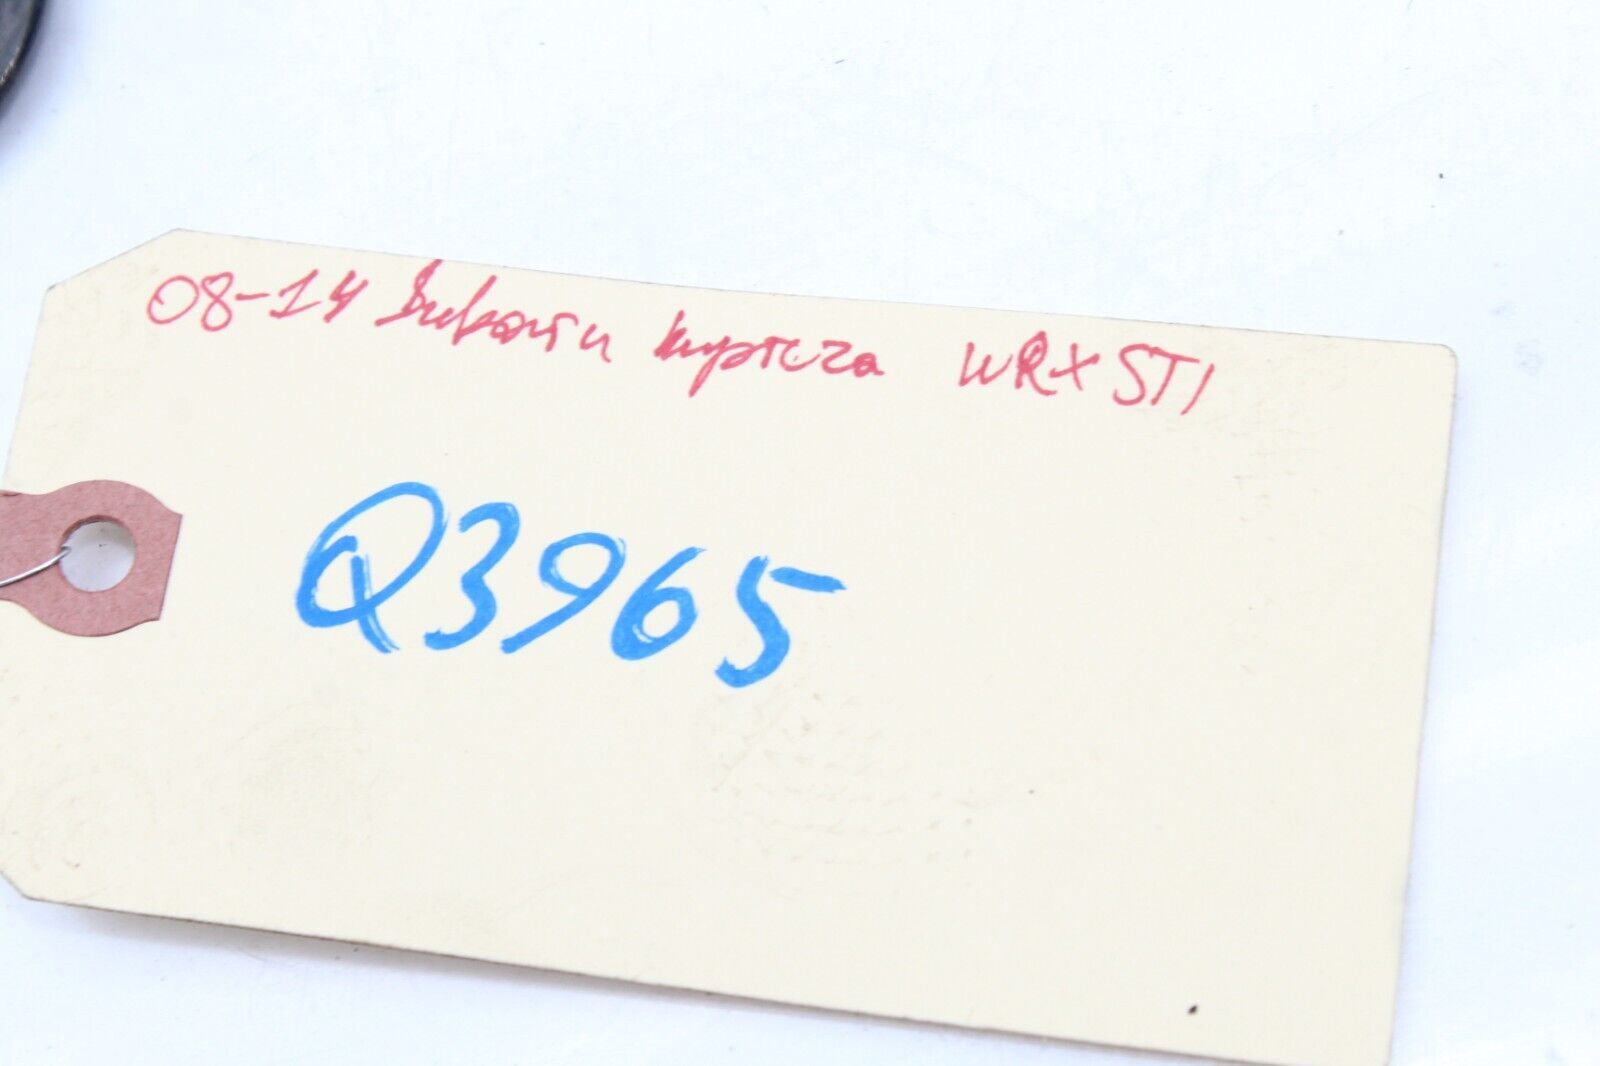 08-14 Subaru Impreza WRX STI
Q3965